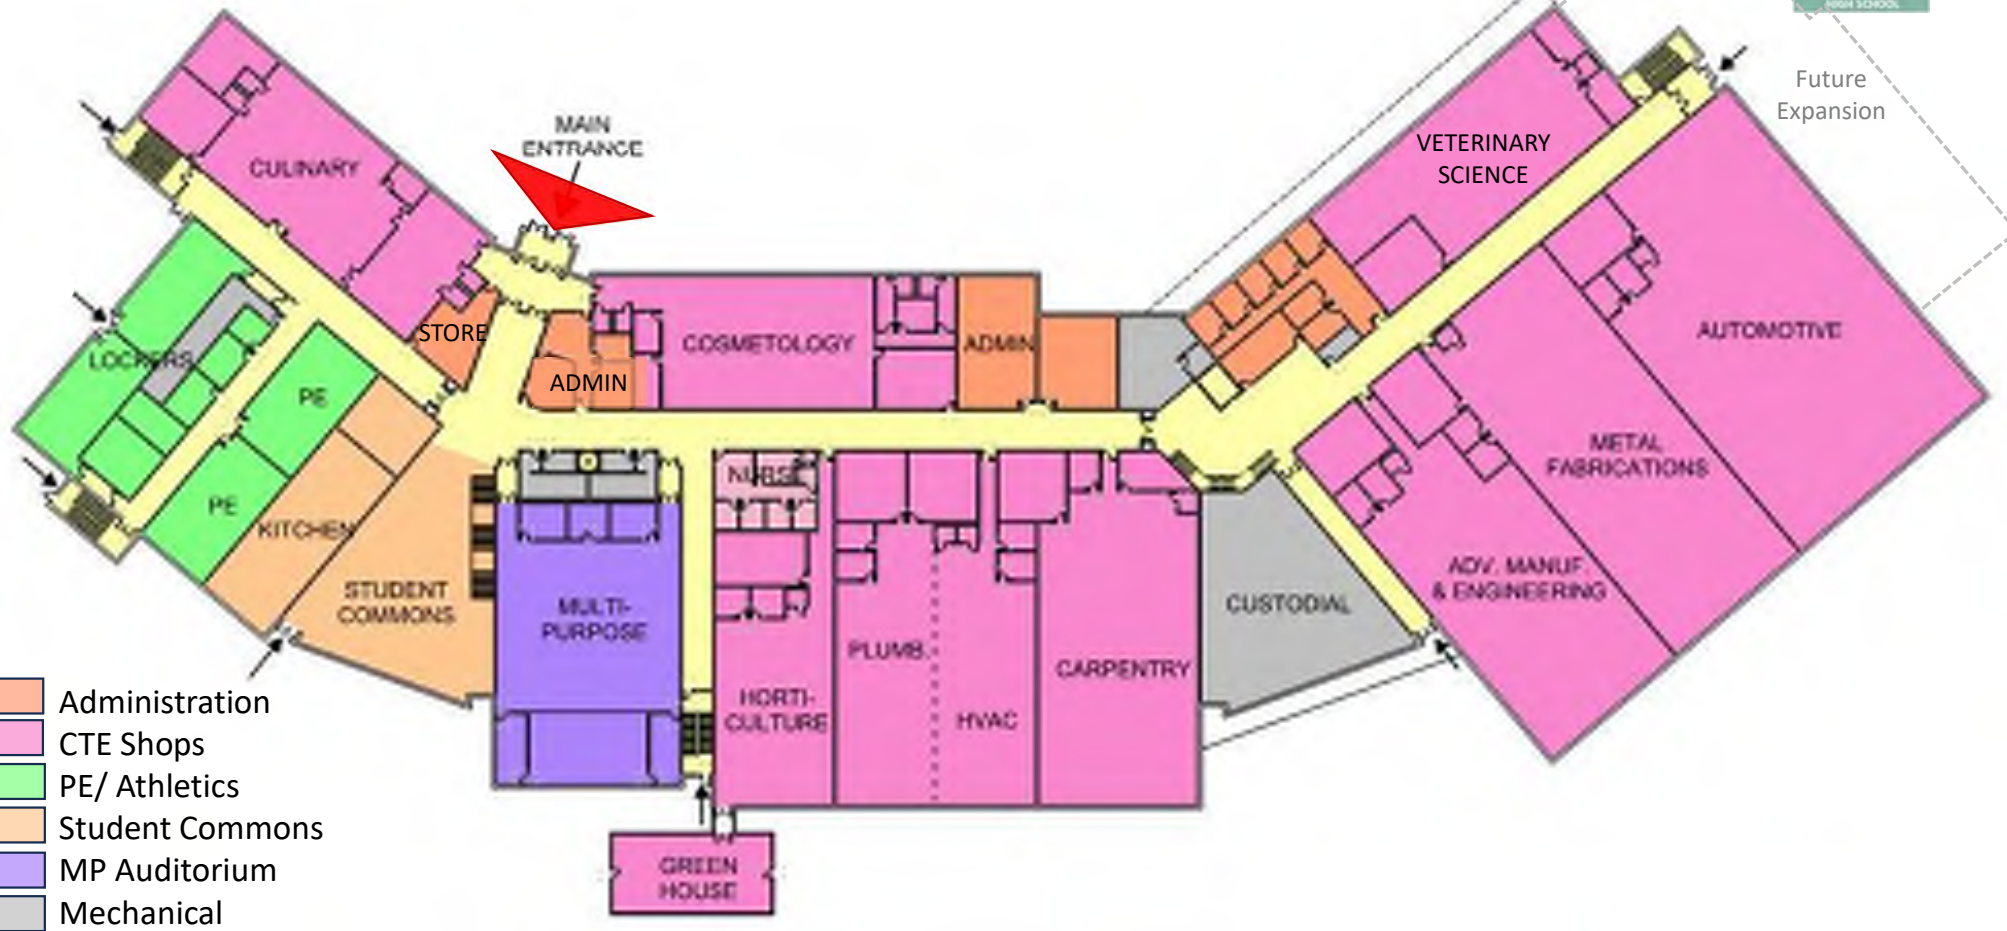 HIGH SCHOOL
Future
Expansion
MAIN
ENTRANCE
VETERINARY
SCIENCE
CULINARY
STORE
COSMETOLOGY
ADMIN
ADMIN
AUTOMOTIVE
LOCKERS
PE
PE
KITCHEN
NURSE
METAL
FABRICATIONS
STUDENT
COMMONS
MULTI-
PURPOSE
ADV. MANUF.
& ENGINEERING
CUSTODIAL
PLUMB.
CARPENTRY
HORTI-
CULTURE
HVAC
GREEN
HOUSE
Administration
CTE Shops
PE/ Athletics
Student Commons
MP Auditorium
Mechanical